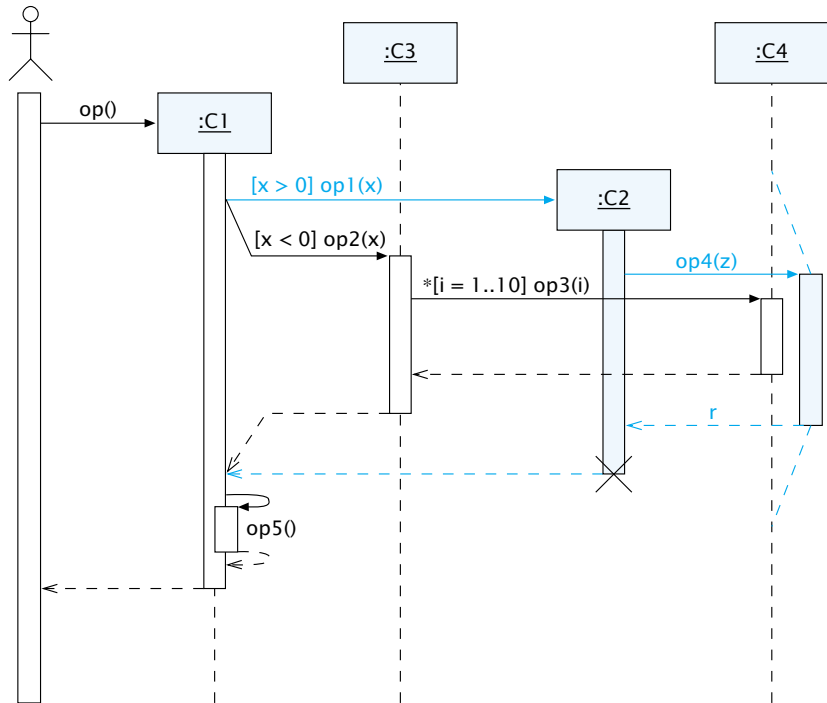 :C3
:C4
op()
:C1
[x > 0] op1(x)
:C2
[x < 0] op2(x)
op4(z)
*[i = 1..10] op3(i)
r
op5()